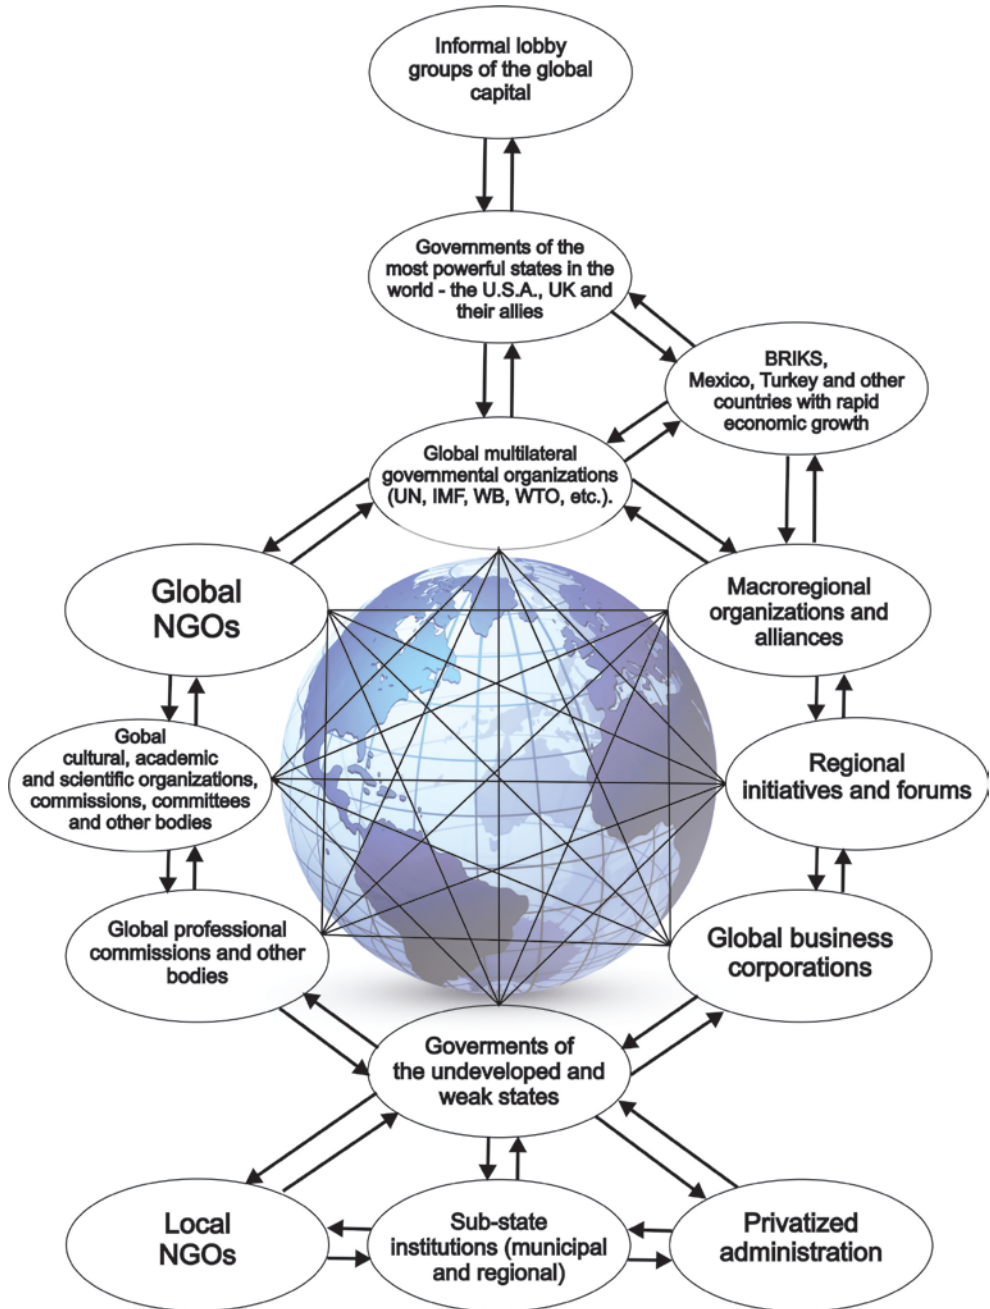 Informal lobby
groups of the global
capital
Governments of the
most powerful states in the
world - the U.S.A., UK and
their allies
BRIKS,
Mexico, Turkey and other
countries with rapid
economic growth
Global multilateral
governmental organizations
(UN, IMF, WB, WTO, etc.).
Global
NGOs
Macroregional
organizations and
alliances
Gobal
cultural, academic
and scientific organizations,
commissions, committees
and other bodies
Regional
initiatives and forums
Global professional
commissions and other
bodies
Global business
corporations
Goverments of
the undeveloped and
weak states
Local
NGOs
Sub-state
institutions (municipal
and regional)
Privatized
administration